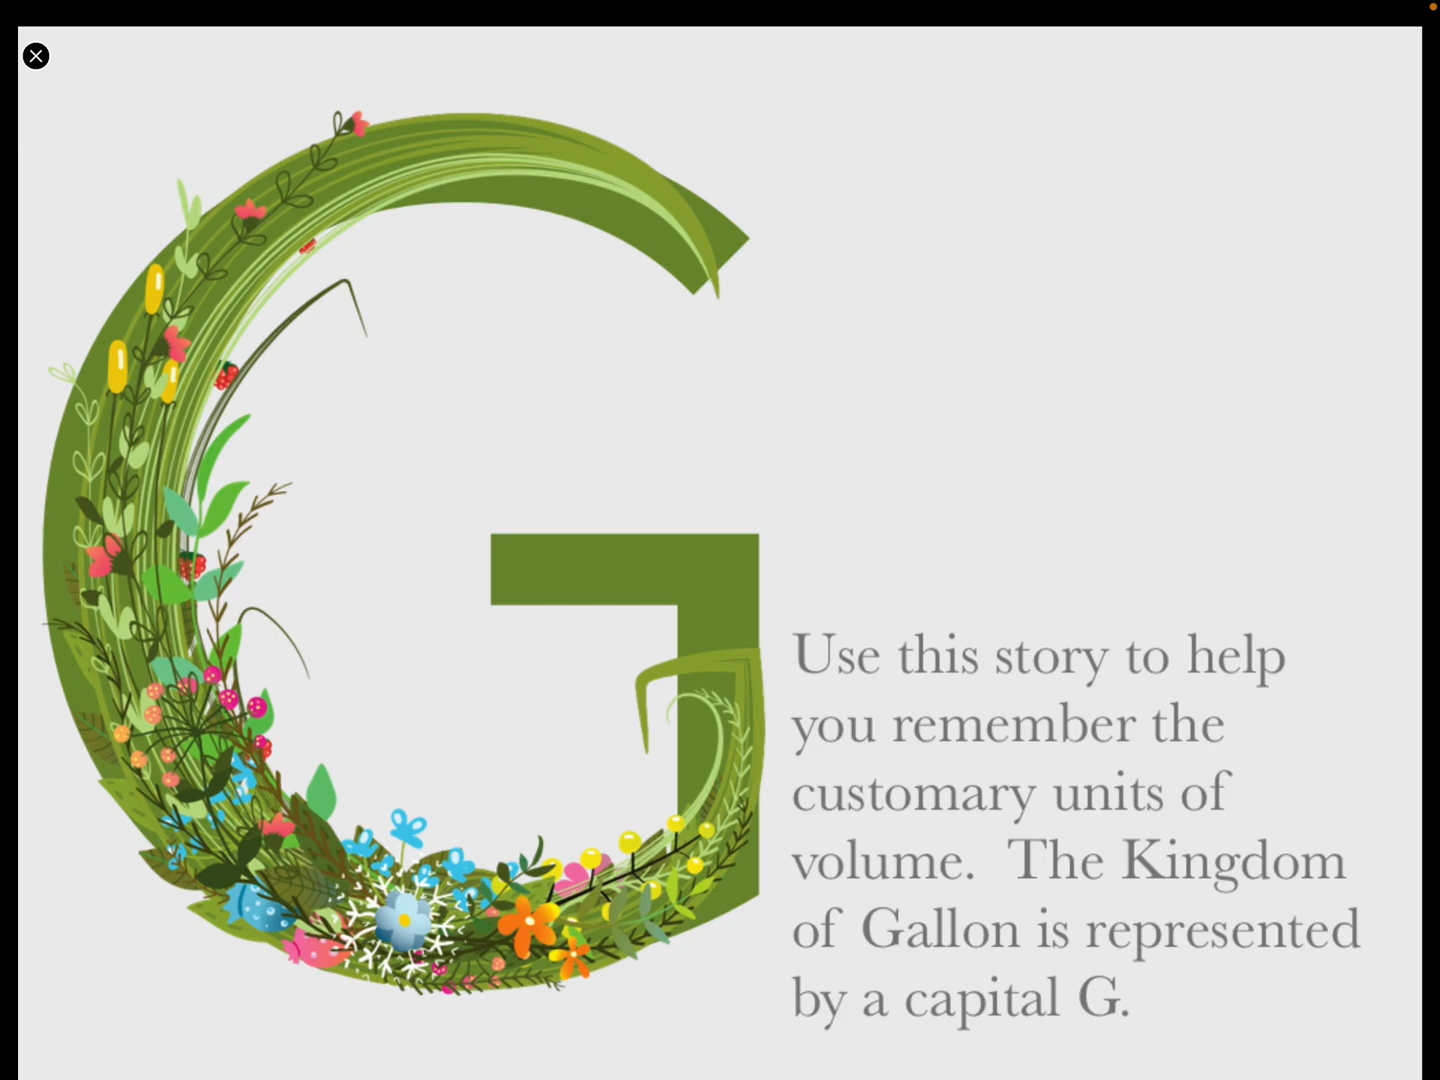 G
Use this story to help
you remember the
customary units of
volume. The Kingdom
of Gallon is represented
by a capital G.